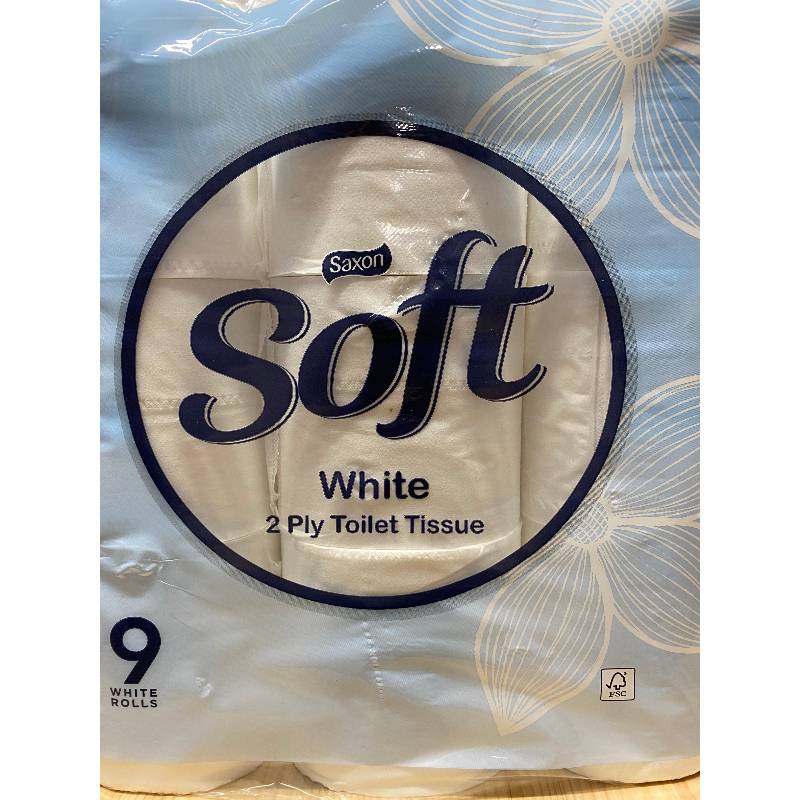 Saxon
Soft
White
2 Ply Toilet Tissue
9
WHITE
ROLLS
FSC